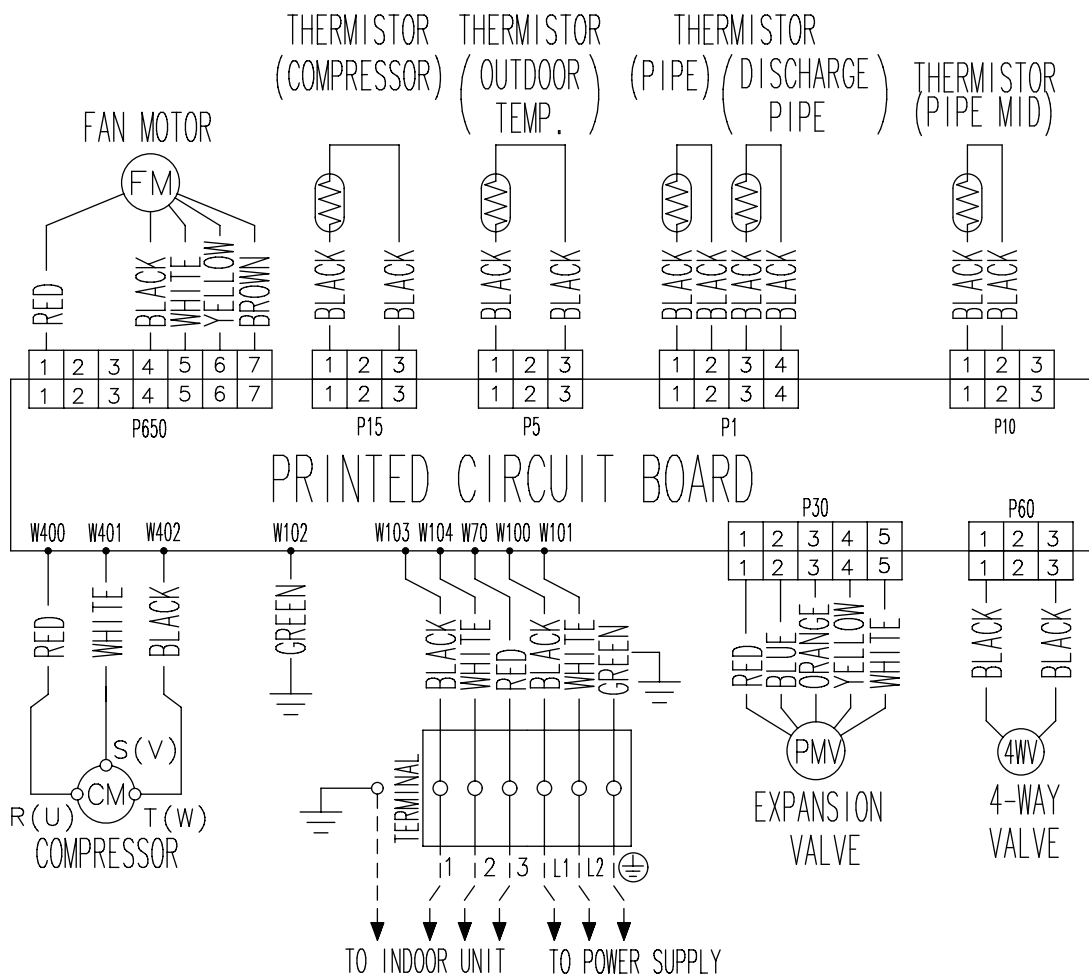 THERMISTOR
(COMPRESSOR)
THERMISTOR
(OUTDOOR
TEMP.)
THERMISTOR
(PIPE) (DISCHARGE
PIPE)
THERMISTOR
(PIPE MID)
FAN MOTOR
FM
RED
BLACK
WHITE
YELLOW
BROWN
BLACK
BLACK
BLACK
BLACK
BLACK
BLACK
BLACK
BLACK
BLACK
BLACK
1 2 3 4 5 6 7
1 2 3 4 5 6 7
P650
1 2 3
1 2 3
P15
1 2 3
1 2 3
P5
1 2 3 4
1 2 3 4
P1
1 2 3
1 2 3
P10
PRINTED CIRCUIT BOARD
W400 W401 W402 W102 W103 W104 W70 W100 W101
P30
1 2 3 4 5
1 2 3 4 5
P60
1 2 3
1 2 3
RED
WHITE
BLACK
GREEN
BLACK
WHITE
RED
BLACK
WHITE
GREEN
RED
BLUE
ORANGE
YELLOW
WHITE
BLACK
BLACK
S(V)
CM
R(U) T(W)
COMPRESSOR
TERMINAL
PMV
EXPANSION
VALVE
4WV
4-WAY
VALVE
1 2 3 L1 L2
TO INDOOR UNIT TO POWER SUPPLY